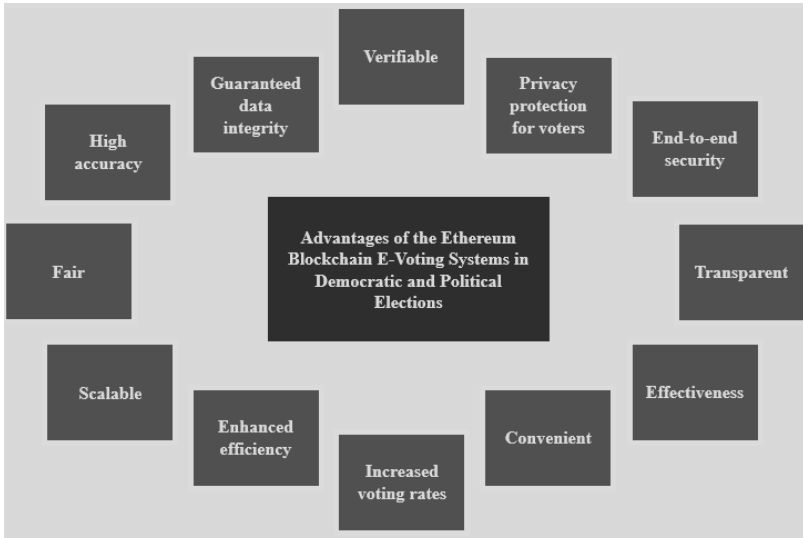 Verifiable
Guaranteed
data
integrity
Privacy
protection
for voters
High
accuracy
End-to-end
security
Advantages of the Ethereum
Blockchain E-Voting Systems in
Democratic and Political
Elections
Fair
Transparent
Scalable
Effectiveness
Enhanced
efficiency
Convenient
Increased
voting rates